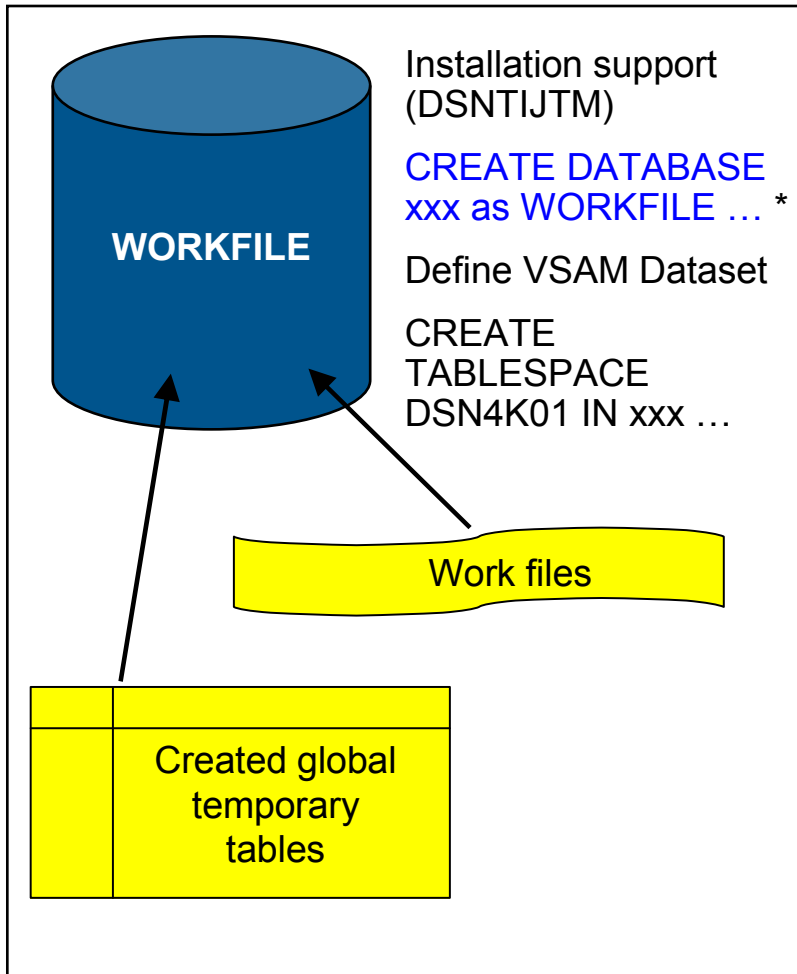 Installation support
(DSNTIJTM)
CREATE DATABASE
xxx as WORKFILE … *
WORKFILE
Define VSAM Dataset
CREATE
TABLESPACE
DSN4K01 IN xxx …
Work files
Created global
temporary
tables